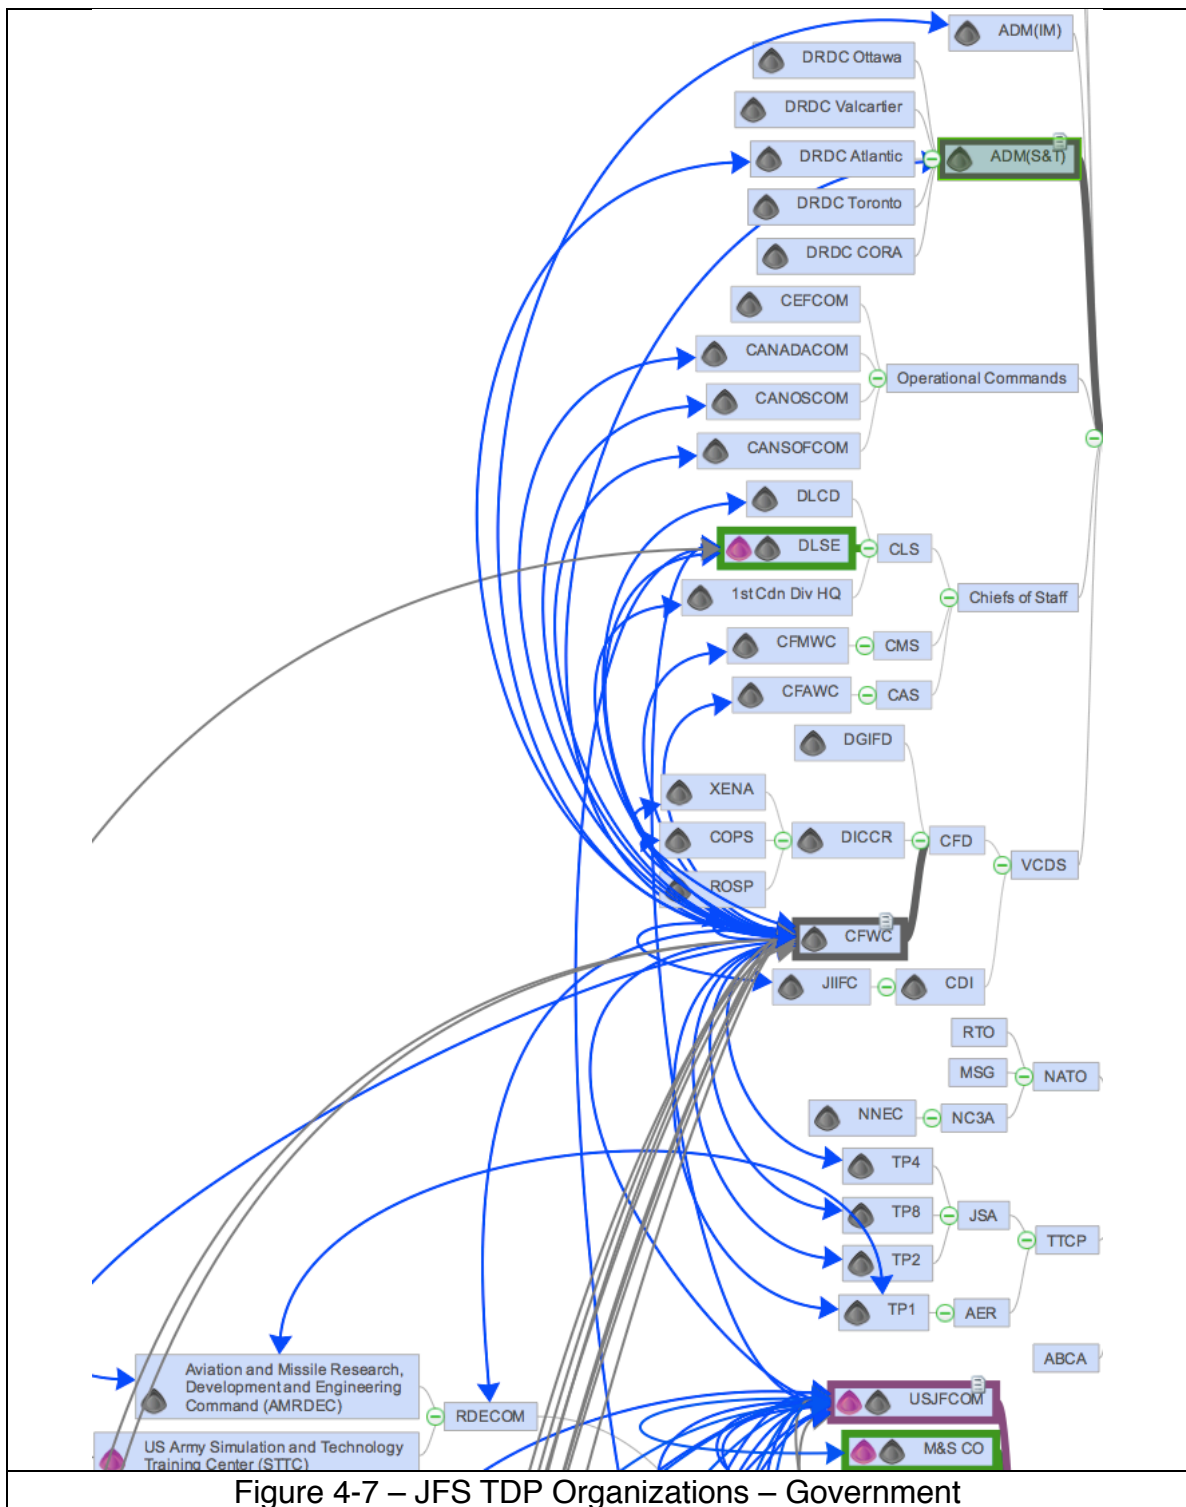 ADM(IM)
DRDC Ottawa
DRDC Valcartier
DRDC Atlantic
ADM(S&T)
DRDC Toronto
DRDC CORA
CEFCOM
CANADACOM
Operational Commands
CANOSCOM
CANSOFCOM
DLCD
DLSE
CLS
1st Cdn Div HQ
Chiefs of Staff
CFMWC
CMS
CFAWC
CAS
DGIFD
XENA
COPS
DICCR
CFD
VCDS
ROSP
CFWC
JIIFC
CDI
RTO
MSG
NATO
NNEC
NC3A
TP4
TP8
JSA
TTCP
TP2
TP1
AER
ABCA
Aviation and Missile Research,
Development and Engineering
Command (AMRDEC)
RDECOM
USJFCOM
US Army Simulation and Technology
Training Center (STTC)
M&S CO
Figure 4-7 – JFS TDP Organizations – Government